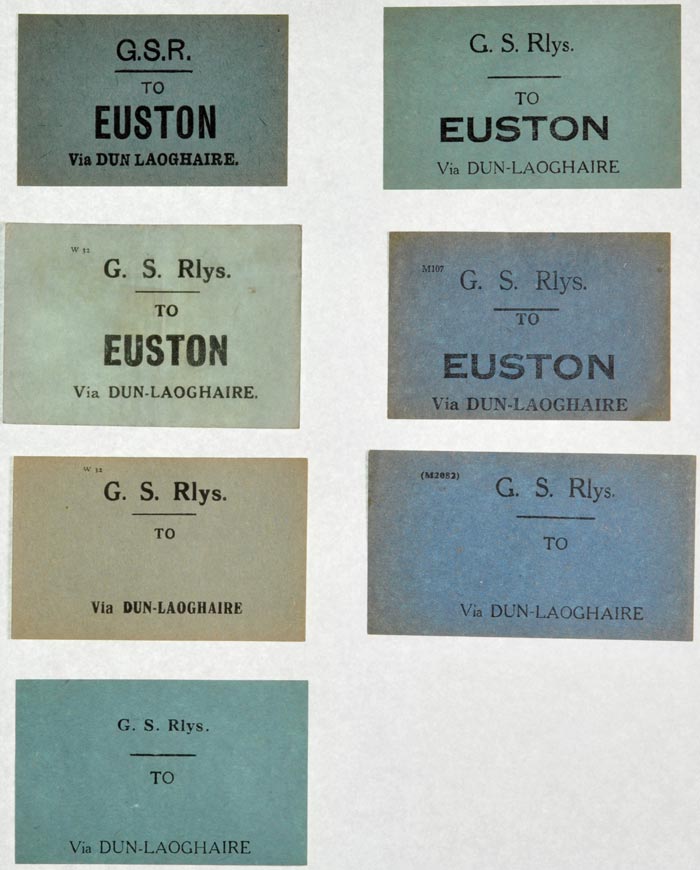 G.S.R.
TO
EUSTON
Via DUN LAOGHAIRE.
G. S. Rlys.
TO
EUSTON
Via DUN-LAOGHAIRE
W 52
G. S. Rlys.
TO
EUSTON
Via DUN-LAOGHAIRE.
M107
G. S. Rlys.
TO
EUSTON
Via DUN-LAOGHAIRE
W 52
G. S. Rlys.
TO
Via DUN-LAOGHAIRE
(M2082)
G. S. Rlys.
TO
Via DUN-LAOGHAIRE
G. S. Rlys.
TO
Via DUN-LAOGHAIRE